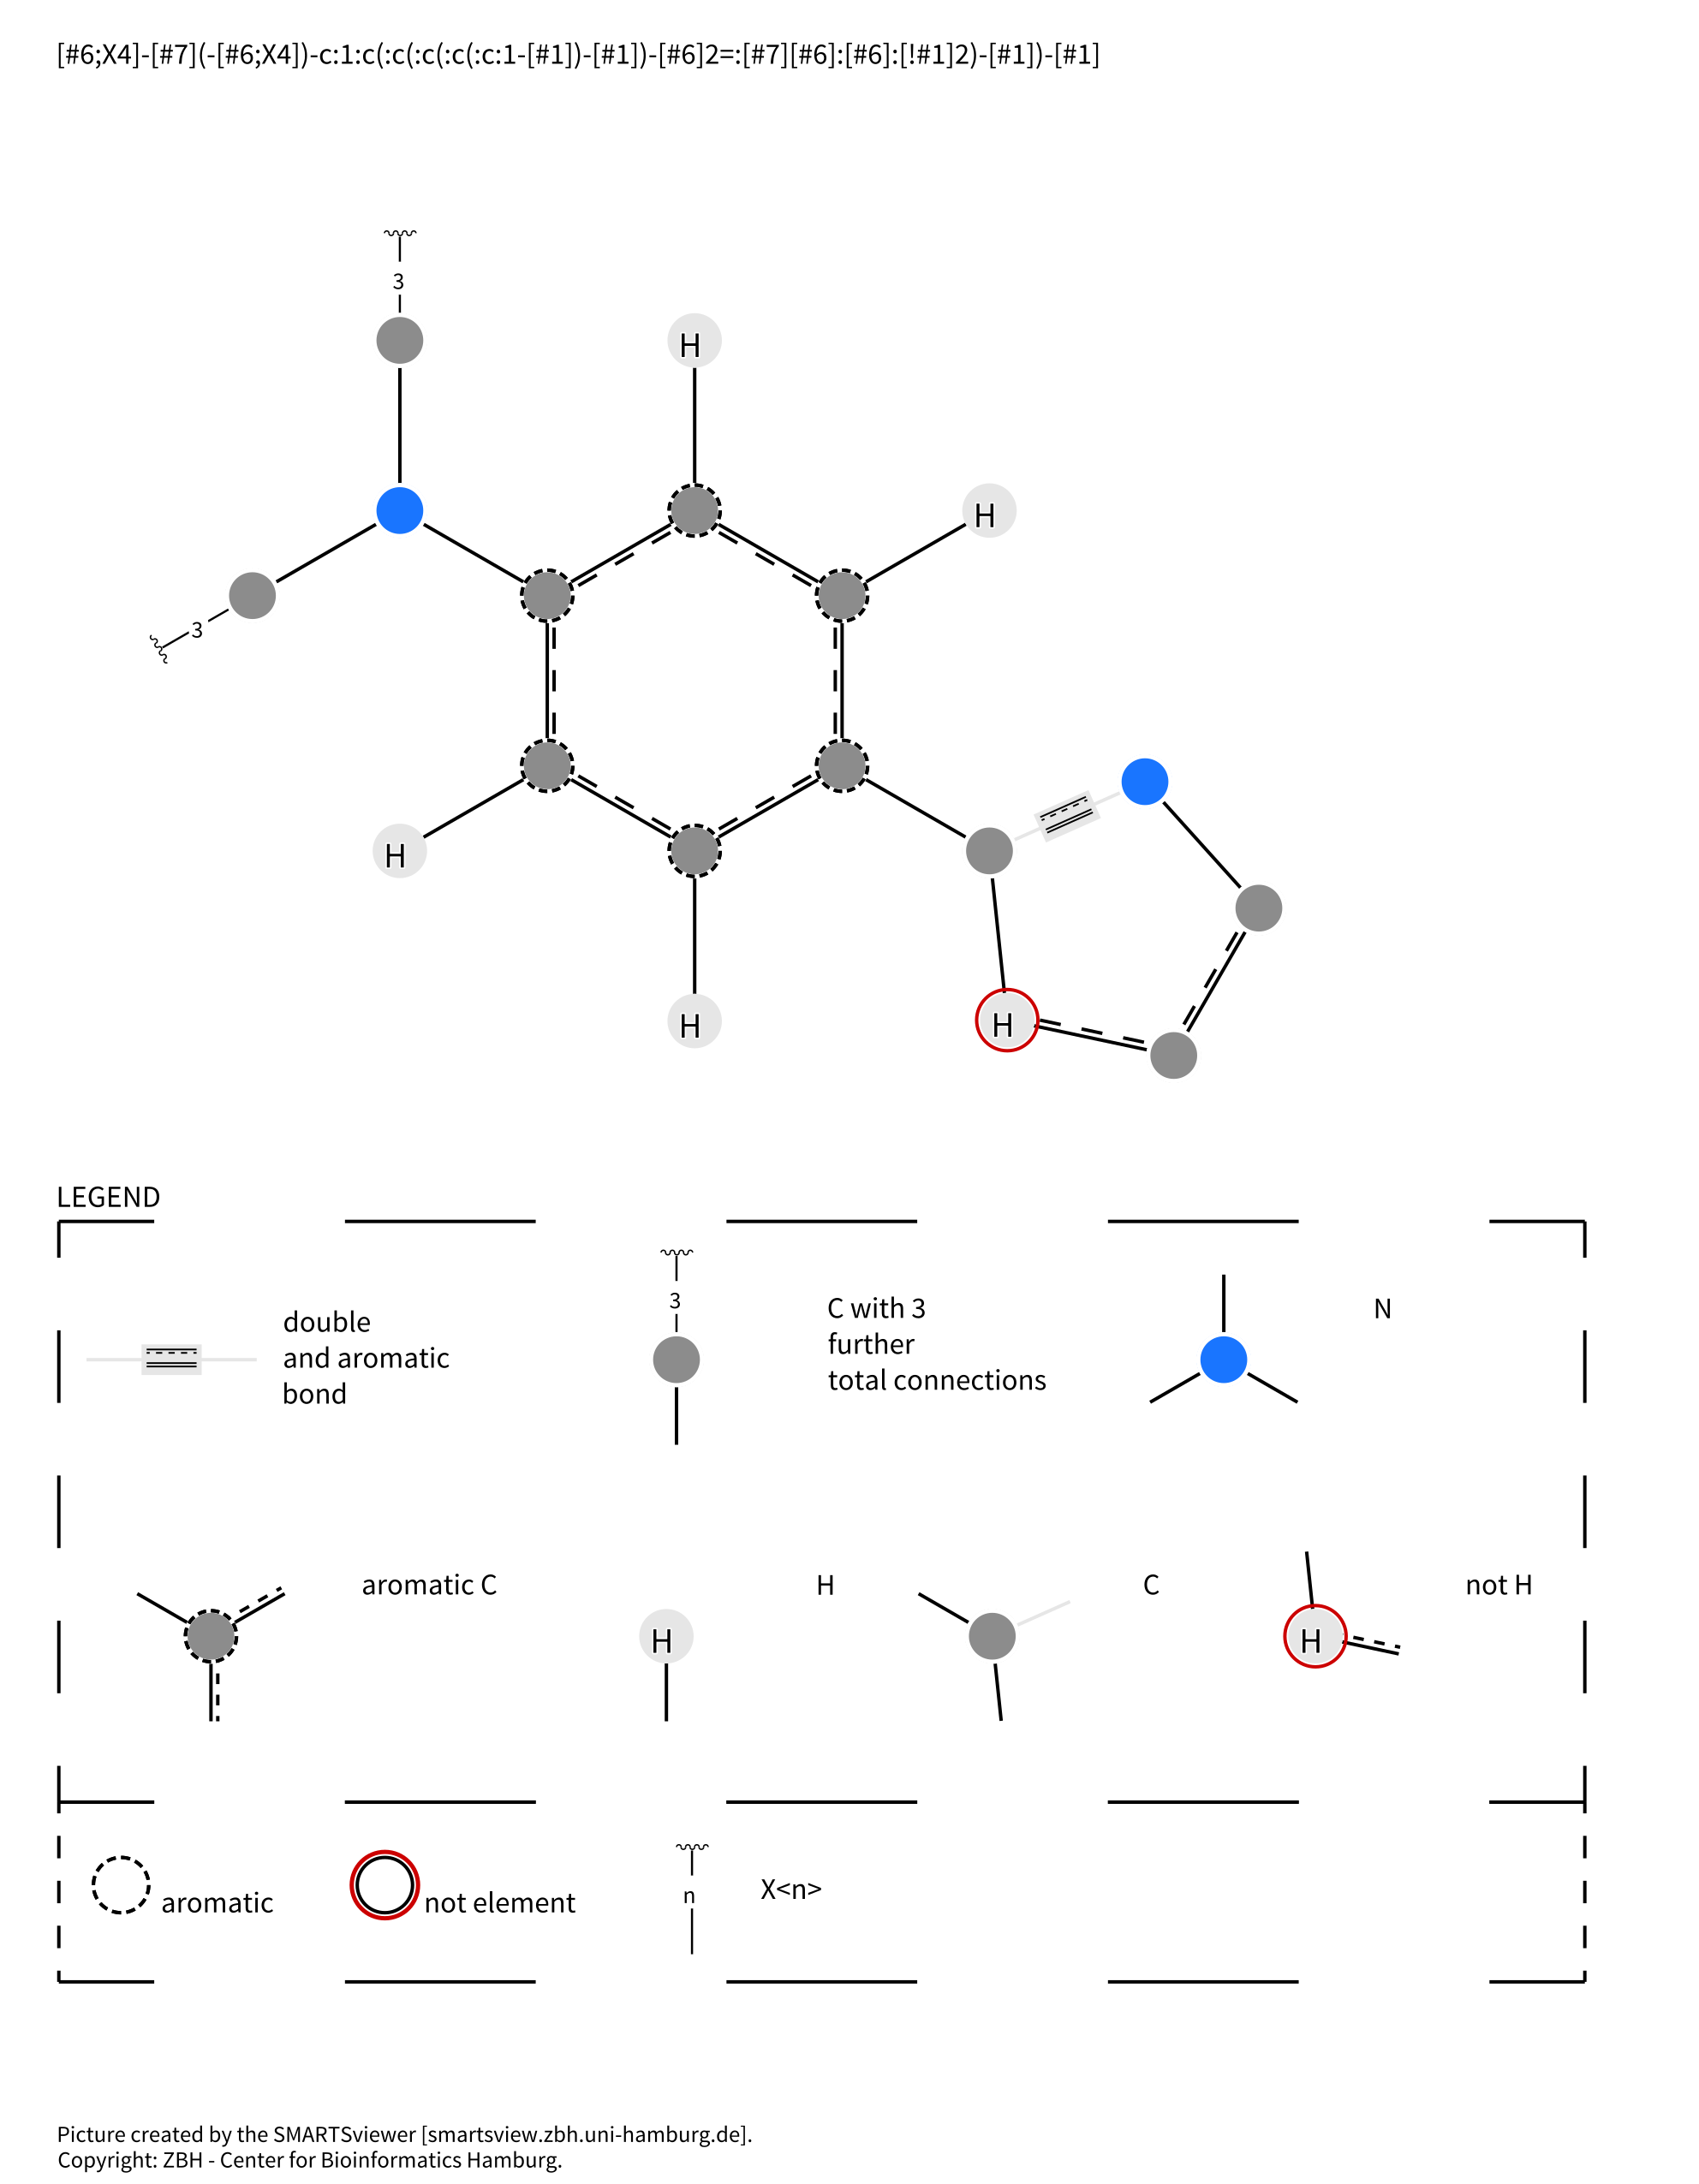 [#6;X4]-[#7](-[#6;X4])-c:1:c(:c(:c(:c(:c:1-[#1])-[#1])-[#6]2=:[#7][#6]:[#6]:[!#1]2)-[#1])-[#1]
3
H
H
3
H
H
H
LEGEND
double
and aromatic
bond
3
C with 3
further
total connections
N
aromatic C
H
H
C
H
not H
aromatic
not element
n
X<n>
Picture created by the SMARTSviewer [smartsview.zbh.uni-hamburg.de].
Copyright: ZBH - Center for Bioinformatics Hamburg.